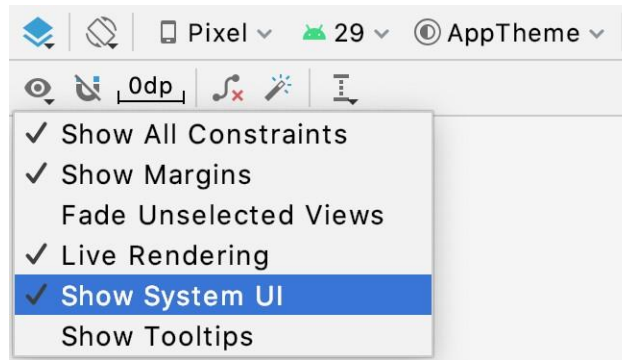 Pixel 29 AppTheme
0dp
Show All Constraints
Show Margins
Fade Unselected Views
Live Rendering
Show System UI
Show Tooltips